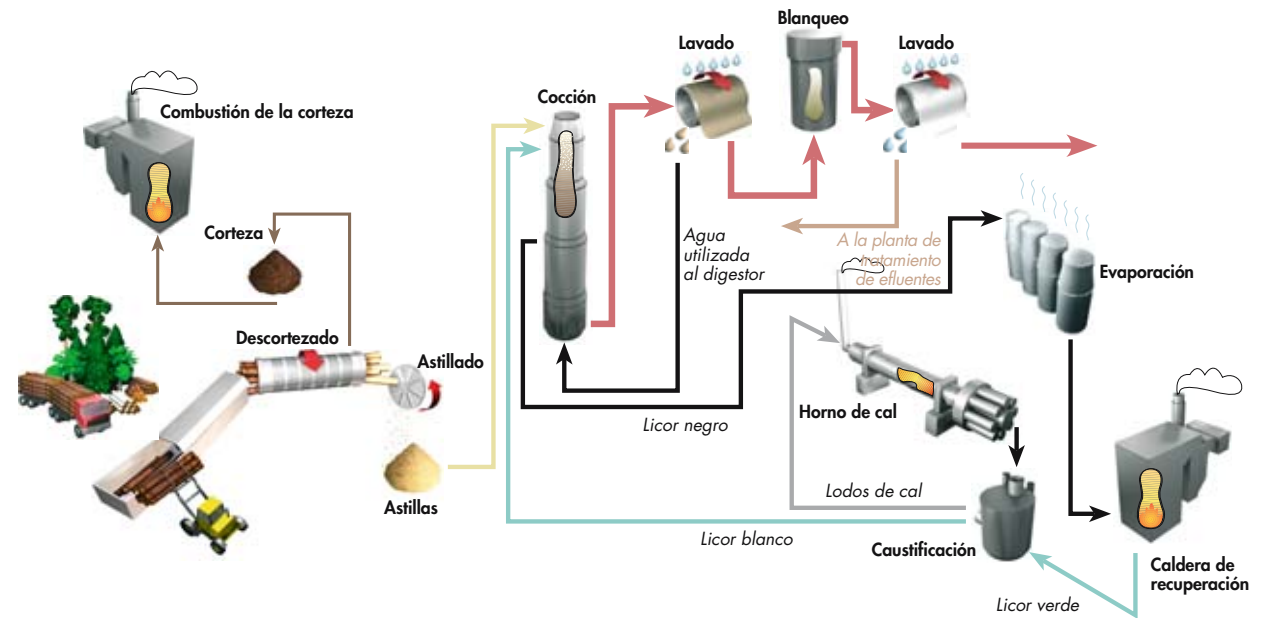 Blanqueo
Lavado
Lavado
Cocción
Combustión de la corteza
Corteza
Agua
utilizada
al digestor
A la planta de
tratamiento
de efluentes
Evaporación
Descortezado
Astillado
Horno de cal
Licor negro
Astillas
Lodos de cal
Licor blanco
Caustificación
Caldera de
recuperación
Licor verde